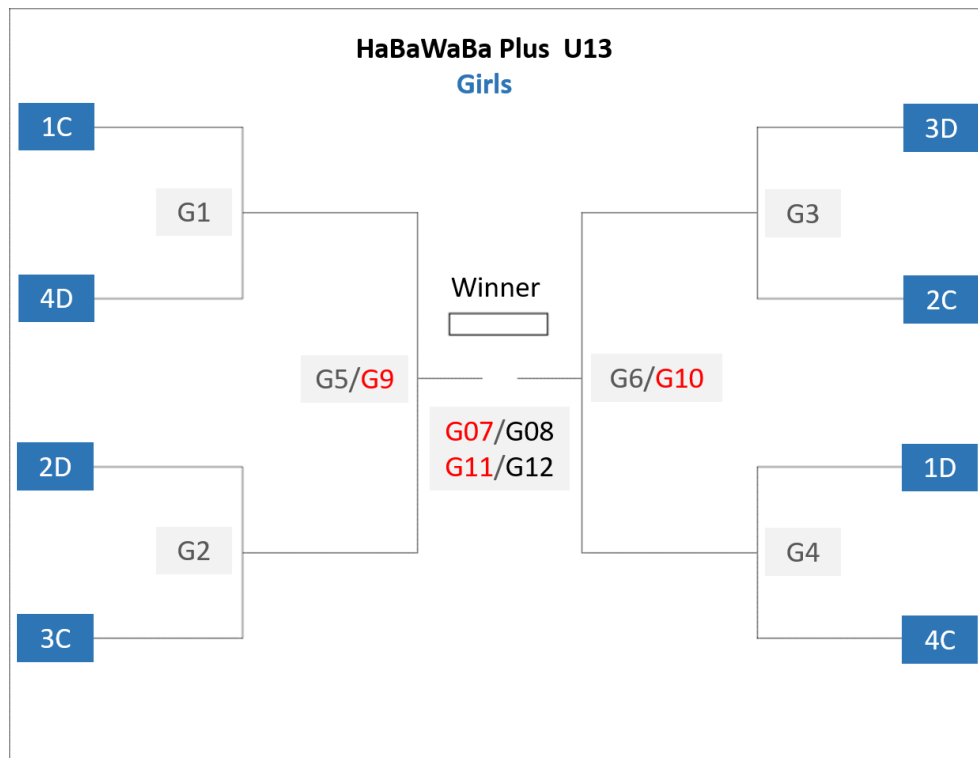 HaBaWaBa Plus U13
Girls
1C
3D
G1
G3
4D
2C
Winner
G5/G9
G6/G10
G07/G08
G11/G12
2D
1D
G2
G4
3C
4C